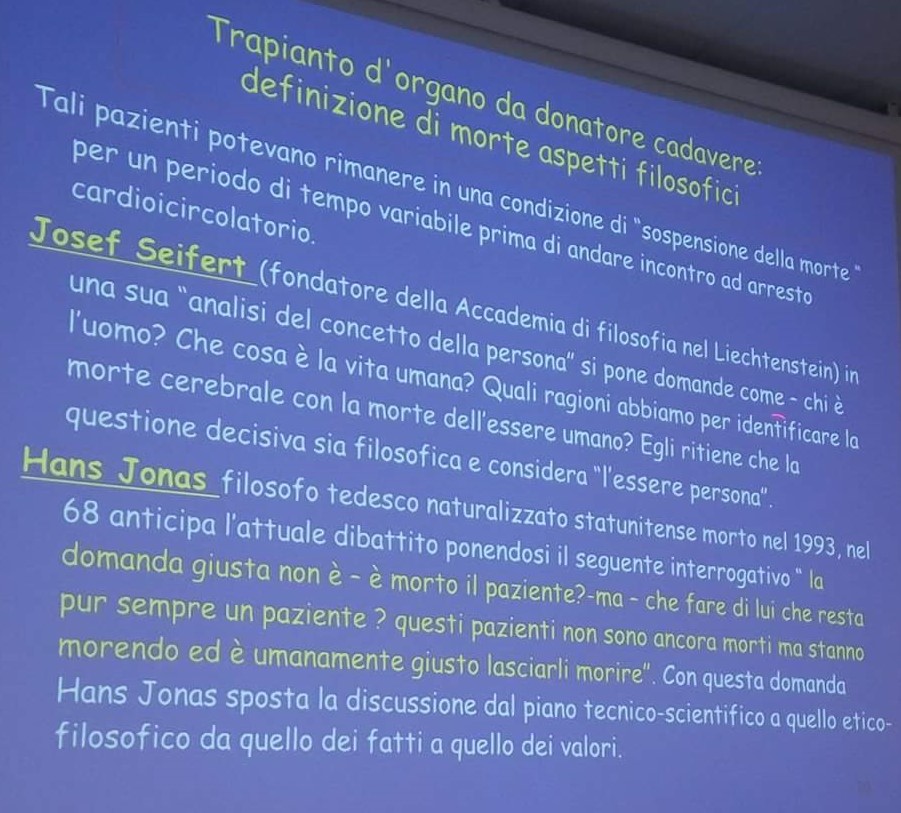 Trapianto d'organo da donatore cadavere:
definizione di morte aspetti filosofici
Tali pazienti potevano rimanere in una condizione di "sospensione della morte"
per un periodo di tempo variabile prima di andare incontro ad arresto
cardioicircolatorio.
Josef Seifert (fondatore della Accademia di filosofia nel Liechtenstein) in
una sua "analisi del concetto della persona" si pone domande come - chi è
l'uomo? Che cosa è la vita umana? Quali ragioni abbiamo per identificare la
morte cerebrale con la morte dell'essere umano? Egli ritiene che la
questione decisiva sia filosofica e considera "l'essere persona".
Hans Jonas filosofo tedesco naturalizzato statunitense morto nel 1993, nel
68 anticipa l'attuale dibattito ponendosi il seguente interrogativo " la
domanda giusta non è - è morto il paziente?-ma - che fare di lui che resta
pur sempre un paziente ? questi pazienti non sono ancora morti ma stanno
morendo ed è umanamente giusto lasciarli morire". Con questa domanda
Hans Jonas sposta la discussione dal piano tecnico-scientifico a quello etico-
filosofico da quello dei fatti a quello dei valori.